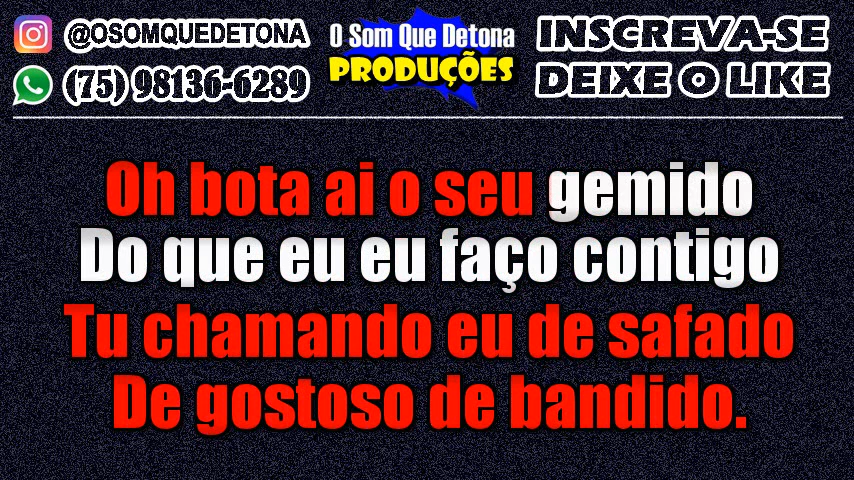 @OSOMQUEDETONA
(75) 98136-6289
O Som Que Detona
PRODUÇÕES
INSCREVA-SE
DEIXE O LIKE
Oh bota ai o seu gemido
Do que eu eu faço contigo
Tu chamando eu de safado
De gostoso de bandido.